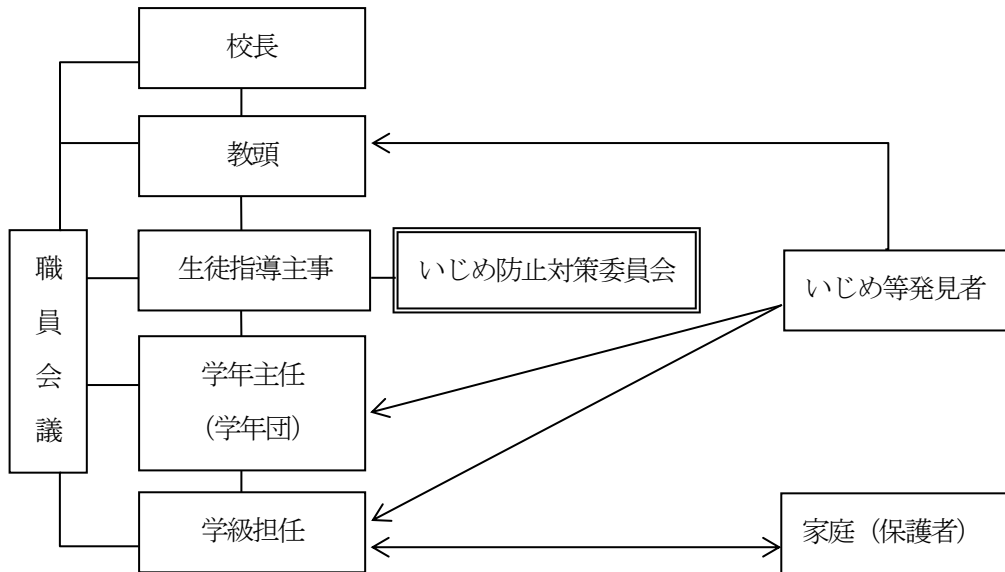 校長
教頭
職員会議
生徒指導主事
いじめ防止対策委員会
いじめ等発見者
学年主任
(学年団)
学級担任
家庭(保護者)